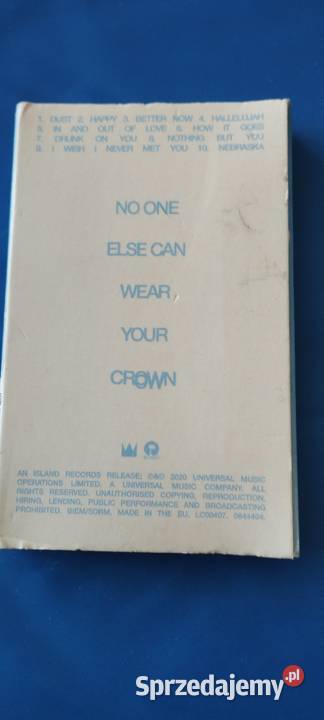 1. DUST 2. HAPPY 3. BETTER NOW 4. HALLELUJAH
5. IN AND OUT OF LOVE 6. HOW IT GOES
7. DRUNK ON YOU 8. NOTHING BUT YOU
9. I WISH I NEVER MET YOU 10. NEBRASKA
NO ONE
ELSE CAN
WEAR
YOUR
CROWN
AN ISLAND RECORDS RELEASE; ℗&© 2020 UNIVERSAL MUSIC
OPERATIONS LIMITED. A UNIVERSAL MUSIC COMPANY. ALL
RIGHTS RESERVED. UNAUTHORISED COPYING, REPRODUCTION,
HIRING, LENDING, PUBLIC PERFORMANCE AND BROADCASTING
PROHIBITED. BIEM/SDRM. MADE IN THE EU. LC00407. 0844404.
Sprzedajemy.pl